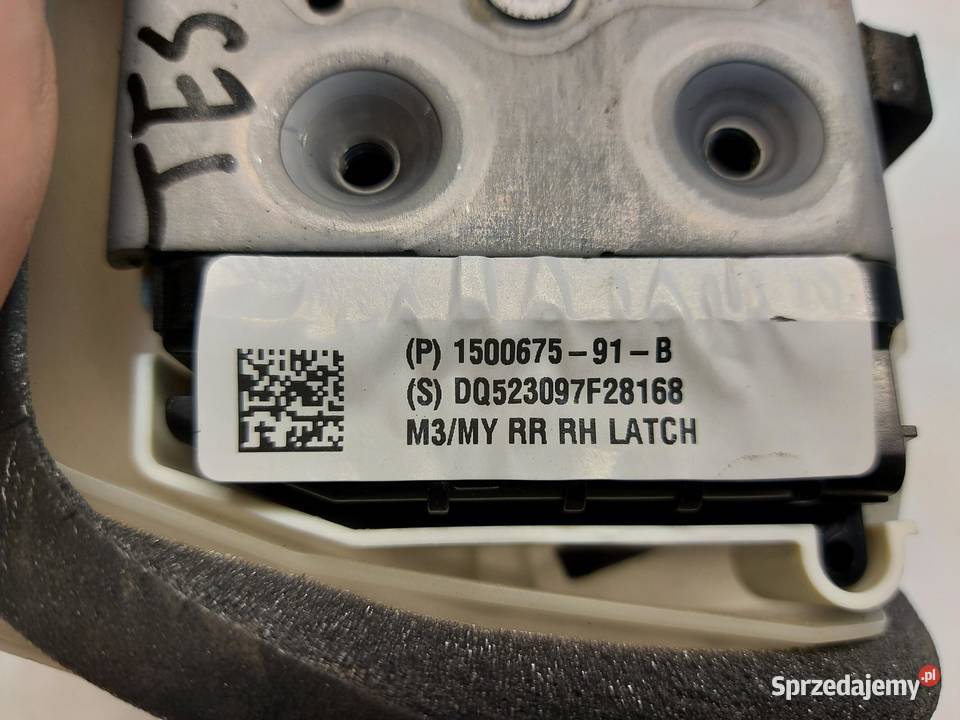 TES
(P) 1500675-91-B
(S) DQ523097F28168
M3/MY RR RH LATCH
Sprzedajemy.pl